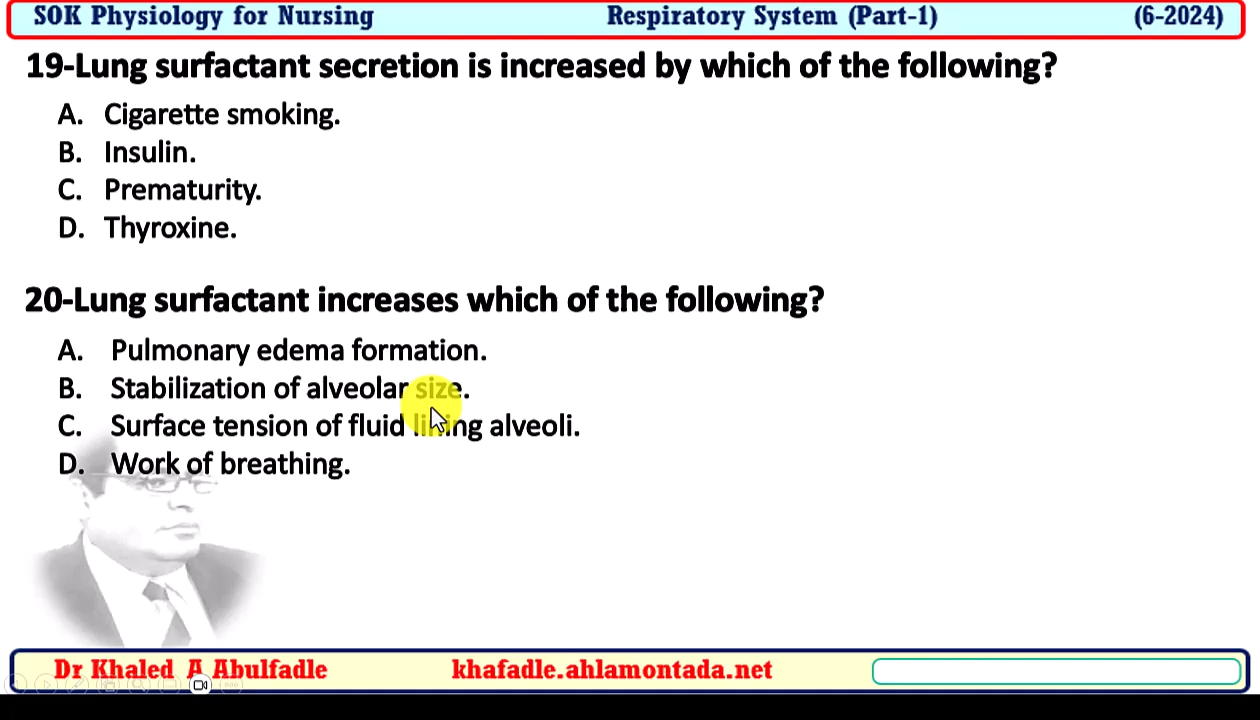 SOK Physiology for Nursing Respiratory System (Part-1) (6-2024)
19-Lung surfactant secretion is increased by which of the following?
A. Cigarette smoking.
B. Insulin.
C. Prematurity.
D. Thyroxine.
20-Lung surfactant increases which of the following?
A. Pulmonary edema formation.
B. Stabilization of alveolar size.
C. Surface tension of fluid lining alveoli.
D. Work of breathing.
Dr Khaled A Abulfadle khafadle.ahlamontada.net